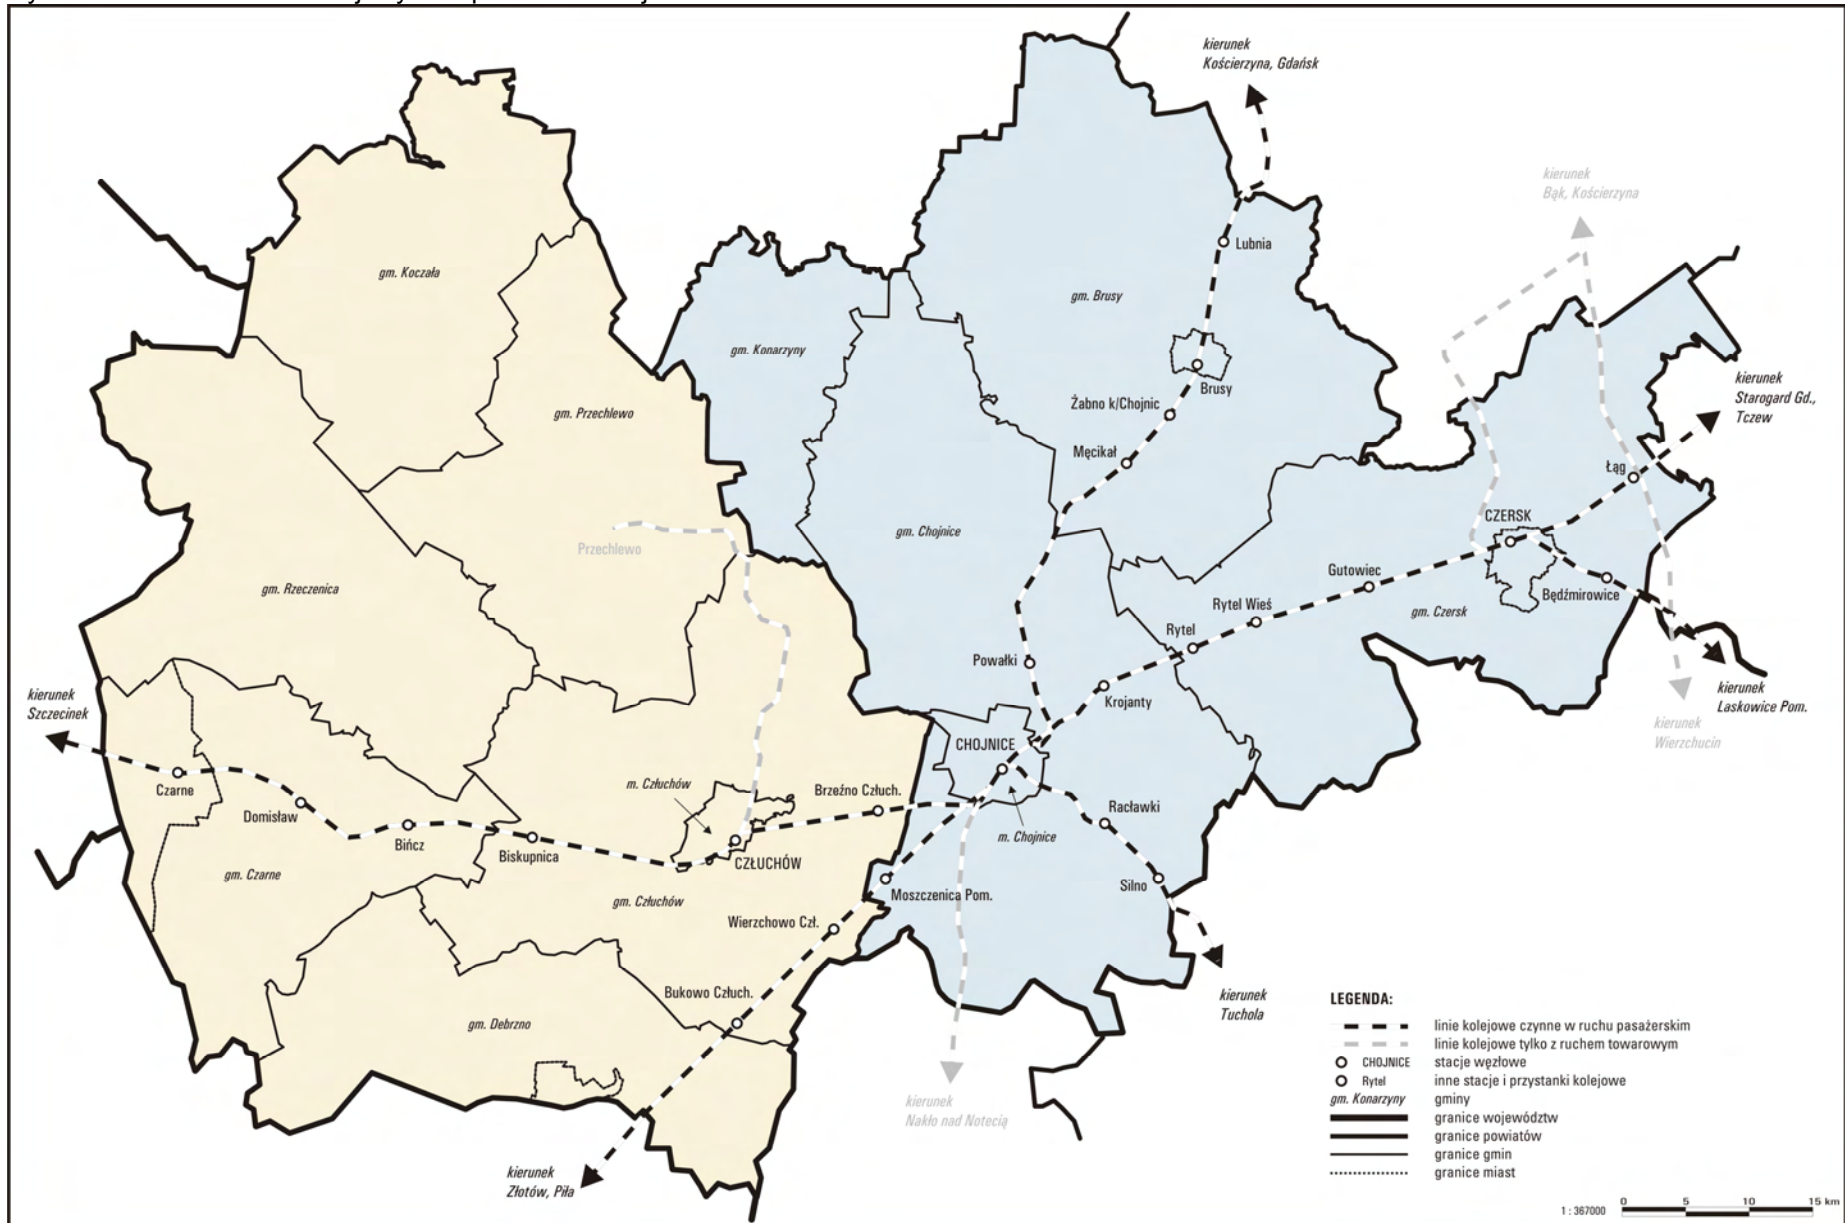 kierunek
Kościerzyna, Gdańsk
kierunek
Bąk, Kościerzyna
Lubnia
gm. Koczała
gm. Brusy
gm. Konarzyny
Brusy
kierunek
Starogard Gd.,
Tczew
Żabno k/Chojnic
gm. Przechlewo
Męcikał
Łąg
CZERSK
gm. Chojnice
Przechlewo
Gutowiec
gm. Rzeczenica
Będźmirowice
Rytel Wieś
gm. Czersk
Rytel
Powałki
kierunek
Szczecinek
Krojanty
kierunek
Laskowice Pom.
kierunek
Wierzchucin
CHOJNICE
m. Człuchów
Czarne
Brzeźno Człuch.
Domisław
Racławki
m. Chojnice
Bińcz
Biskupnica
CZŁUCHÓW
gm. Czarne
Silno
Moszczenica Pom.
gm. Człuchów
Wierzchowo Czł.
Bukowo Człuch.
kierunek
Tuchola
gm. Debrzno
kierunek
Nakło nad Notecią
kierunek
Złotów, Piła
LEGENDA:
linie kolejowe czynne w ruchu pasażerskim
linie kolejowe tylko z ruchem towarowym
CHOJNICE stacje węzłowe
Rytel inne stacje i przystanki kolejowe
gm. Konarzyny gminy
granice województw
granice powiatów
granice gmin
granice miast
0 5 10 15 km
1 : 367000